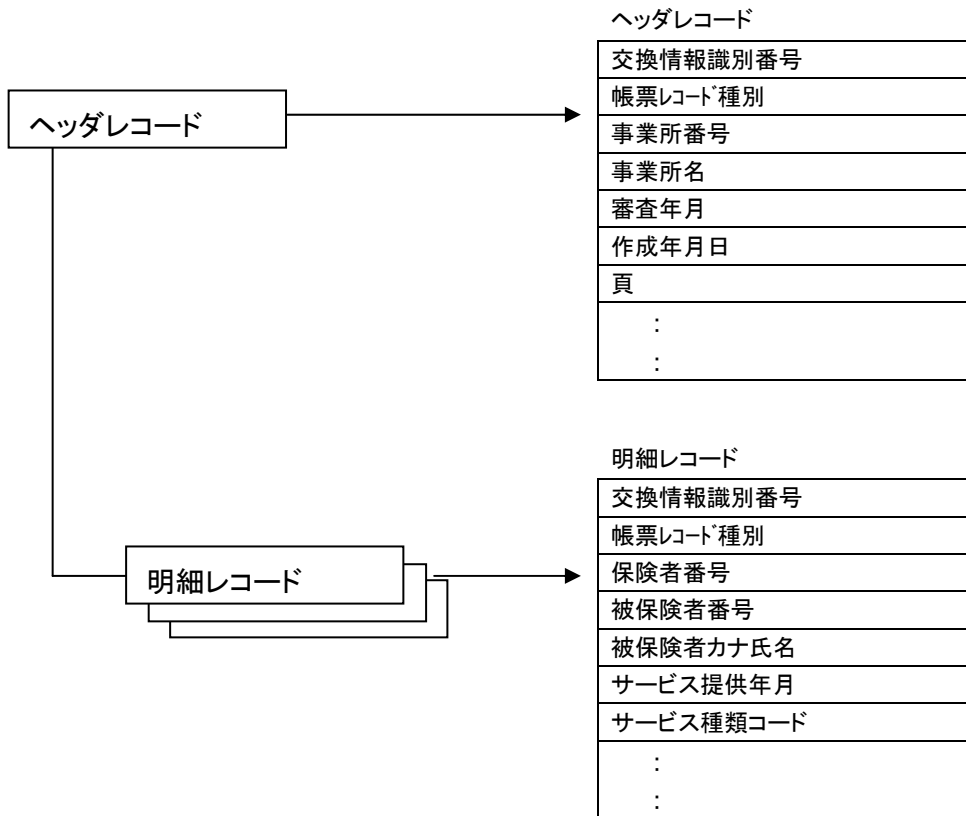 ヘッダレコード
ヘッダレコード
交換情報識別番号
帳票ﾚｺｰﾄﾞ種別
事業所番号
事業所名
審査年月
作成年月日
頁
:
:
明細レコード
明細レコード
交換情報識別番号
帳票ﾚｺｰﾄﾞ種別
保険者番号
被保険者番号
被保険者カナ氏名
サービス提供年月
サービス種類コード
:
: